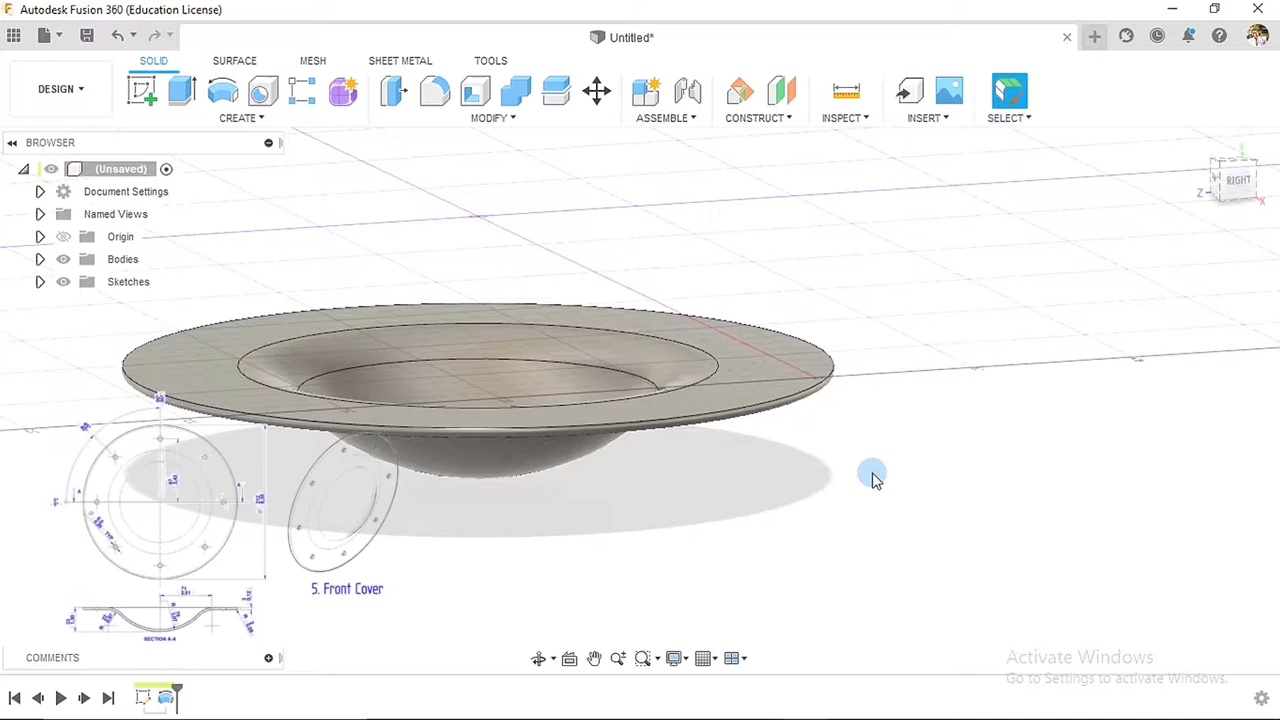 Autodesk Fusion 360 (Education License)
Untitled*
SOLID
SURFACE
MESH
SHEET METAL
TOOLS
DESIGN
CREATE
MODIFY
ASSEMBLE
CONSTRUCT
INSPECT
INSERT
SELECT
BROWSER
(Unsaved)
Document Settings
Named Views
Origin
Bodies
Sketches
RIGHT
Z
X
5. Front Cover
SECTION A-A
COMMENTS
Activate Windows
Go to Settings to activate Windows.